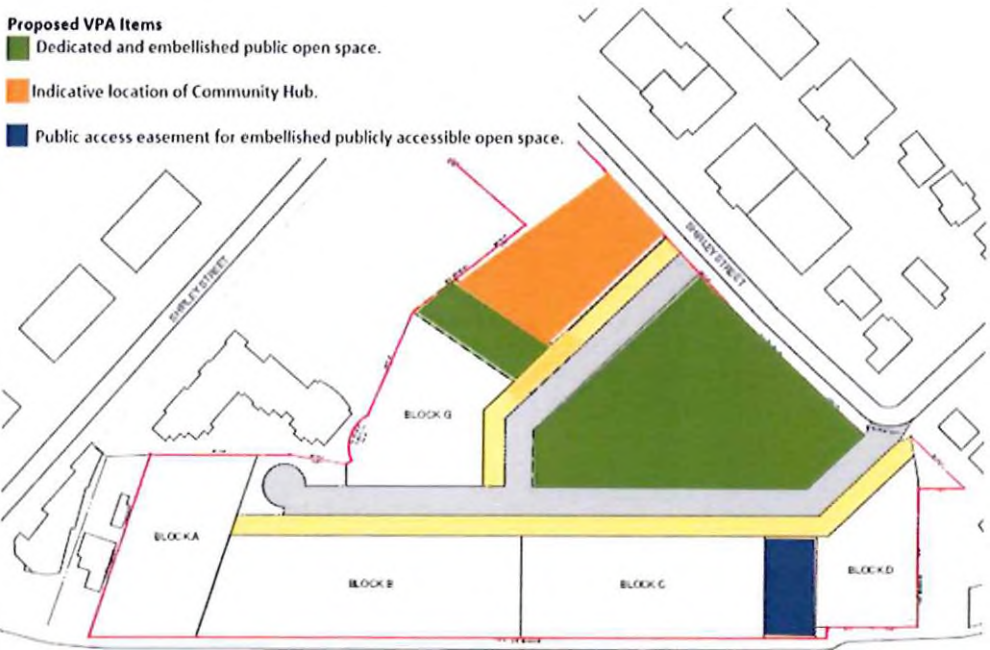 Proposed VPA Items
Dedicated and embellished public open space.
Indicative location of Community Hub.
Public access easement for embellished publicly accessible open space.
SHIRLEY STREET
SHIRLEY STREET
BLOCK G
BLOCK A
BLOCK B
BLOCK C
BLOCK D